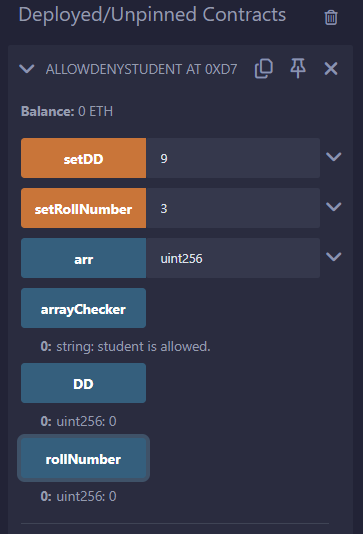 Deployed/Unpinned Contracts
ALLOWDENYSTUDENT AT 0XD7
Balance: 0 ETH
setDD 9
setRollNumber 3
arr uint256
arrayChecker
0: string: student is allowed.
DD
0: uint256: 0
rollNumber
0: uint256: 0